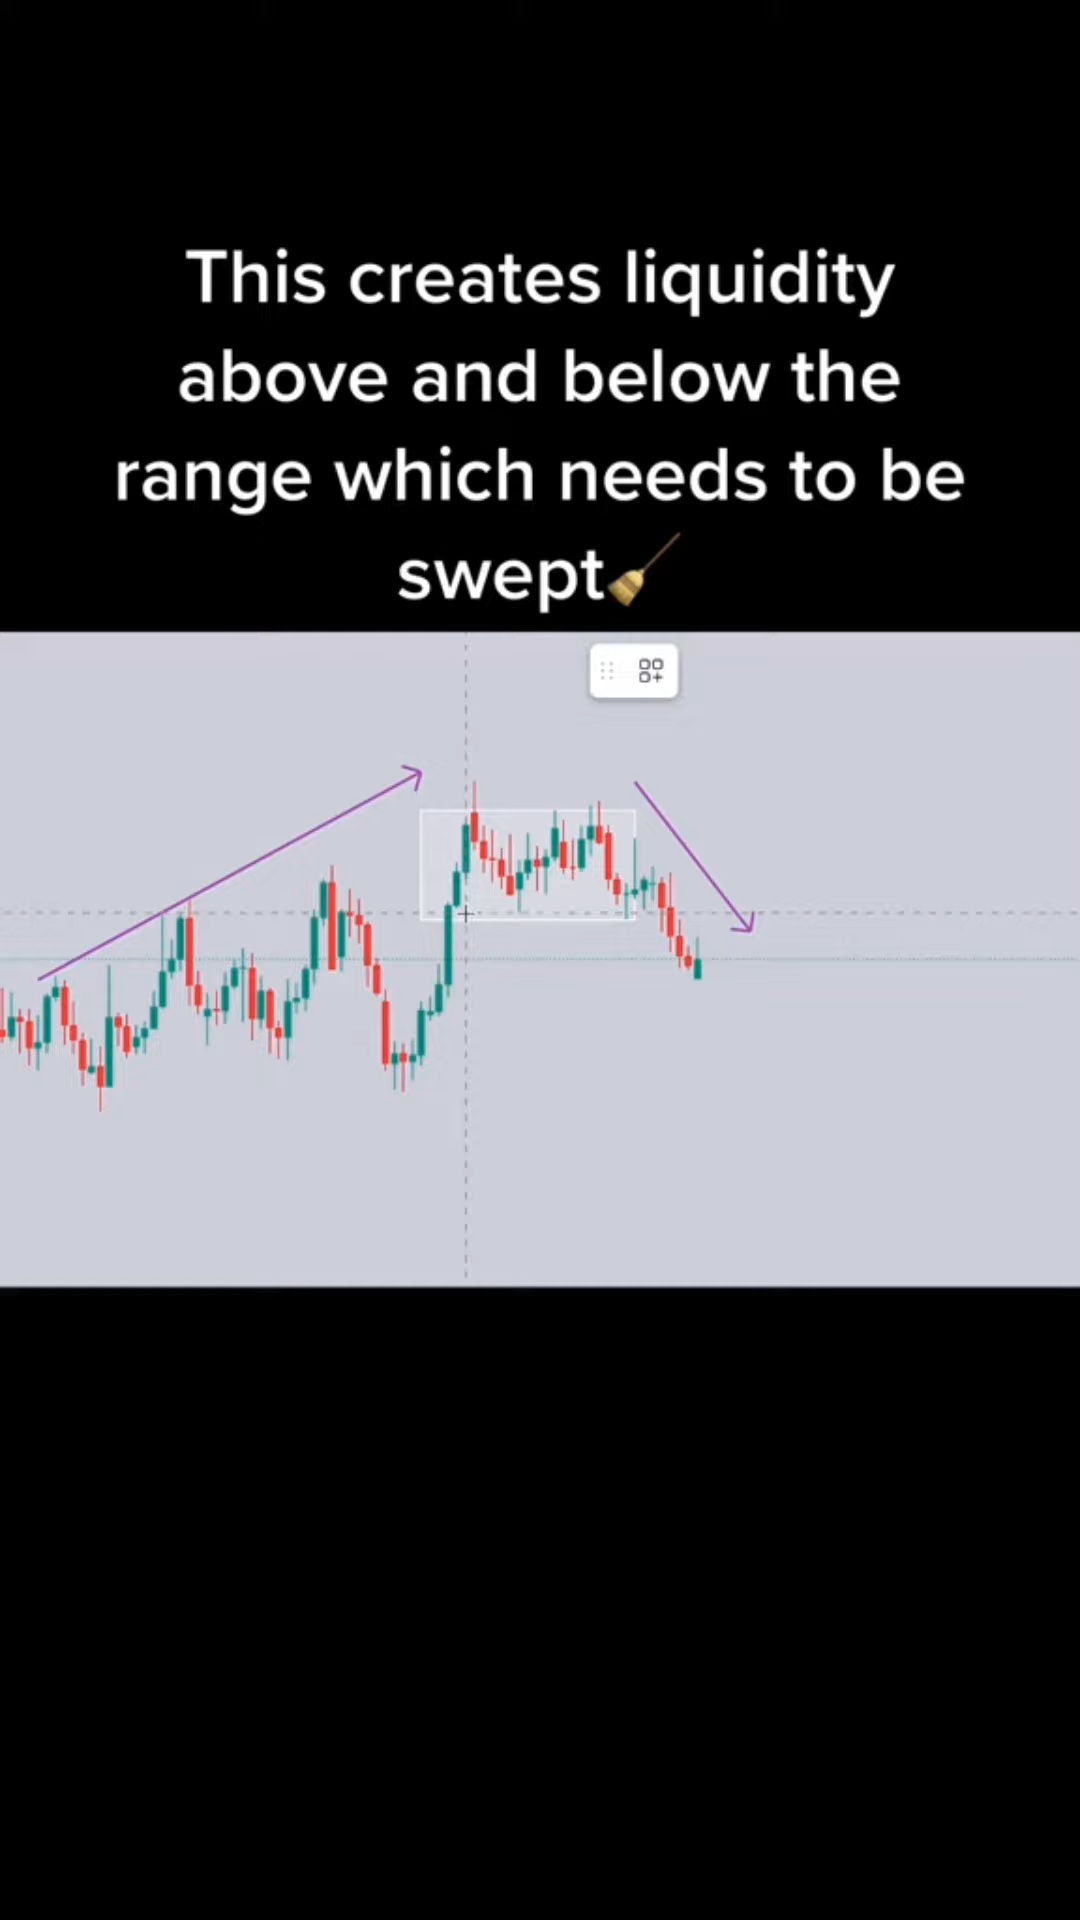 This creates liquidity
above and below the
range which needs to be
swept🧹